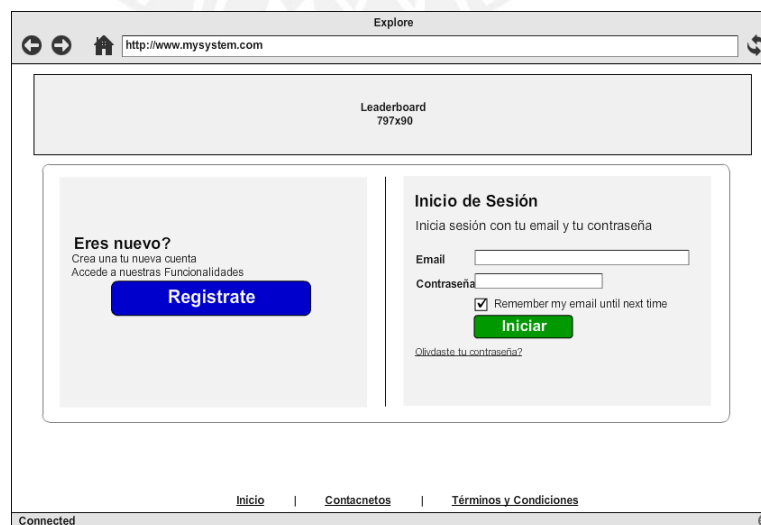 Explore
http://www.mysystem.com
Leaderboard
797x90
Eres nuevo?
Crea una tu nueva cuenta
Accede a nuestras Funcionalidades
Registrate
Inicio de Sesión
Inicia sesión con tu email y tu contraseña
Email
Contraseña
Remember my email until next time
Iniciar
Olivdaste tu contraseña?
Inicio | Contacnetos | Términos y Condiciones
Connected